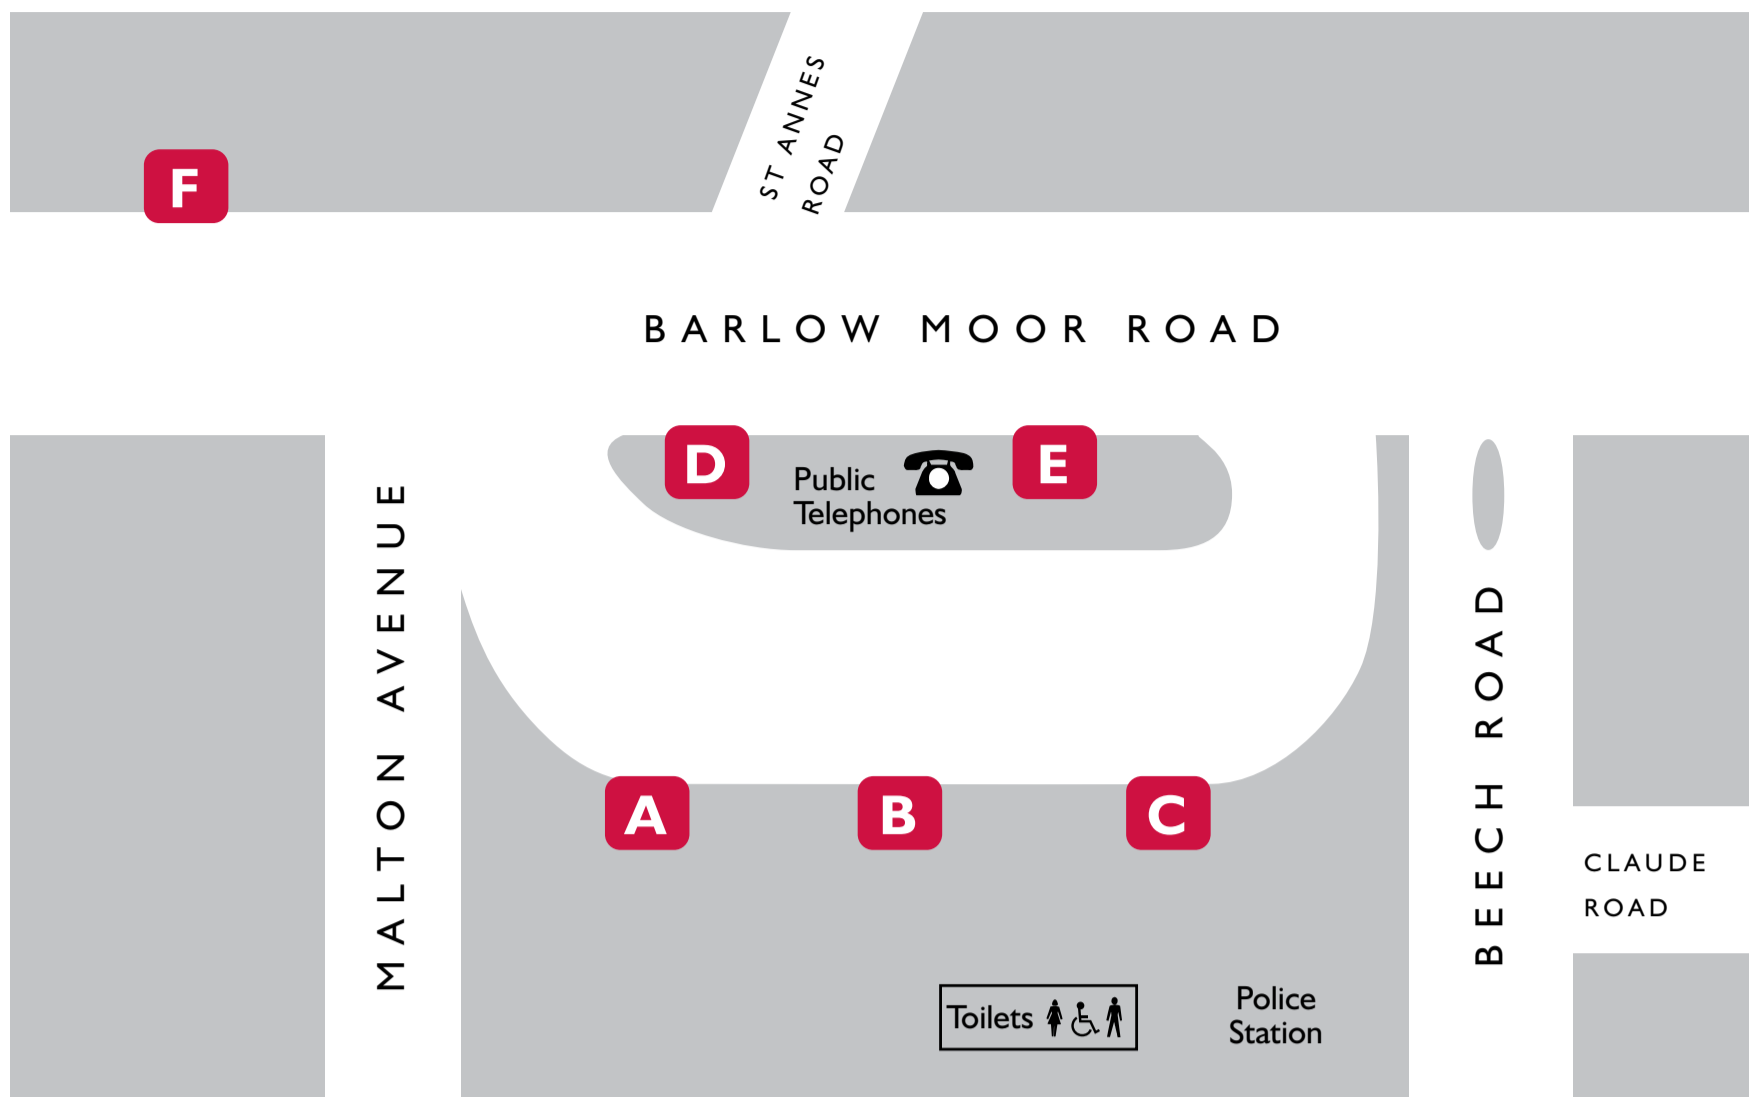 ST ANNES
ROAD
F
BARLOW MOOR ROAD
D
Public
Telephones
E
MALTON AVENUE
BEECH ROAD
A
B
C
CLAUDE
ROAD
Toilets
Police
Station